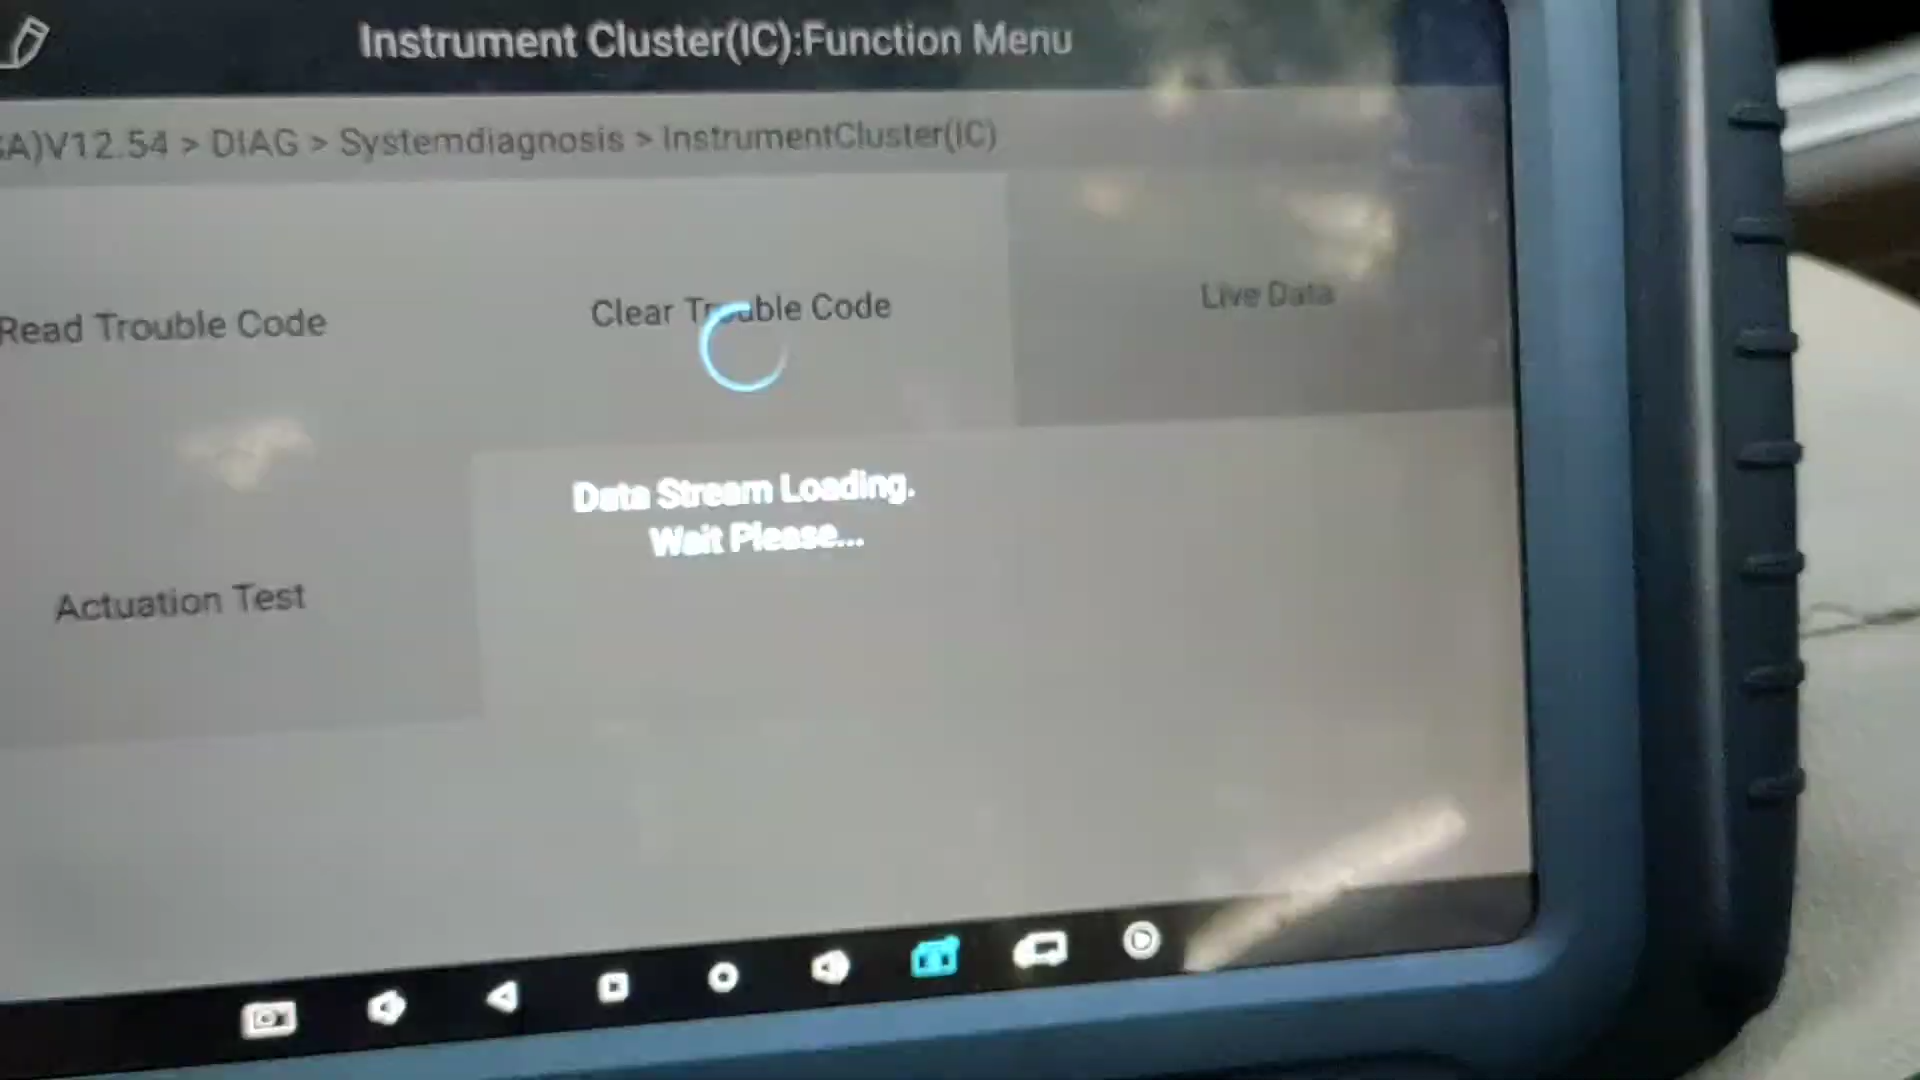 Instrument Cluster(IC):Function Menu
A)V12.54 > DIAG > Systemdiagnosis > InstrumentCluster(IC)
Read Trouble Code
Clear Trouble Code
Live Data
Data Stream Loading.
Wait Please...
Actuation Test